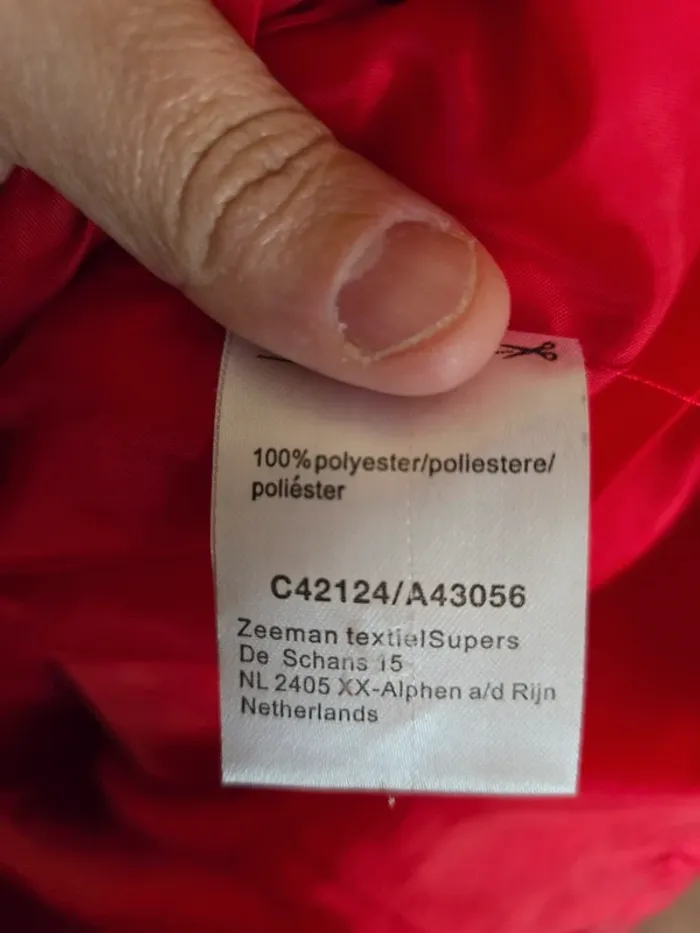 100% polyester/poliestere/
poliéster
C42124/A43056
Zeeman textielSupers
De Schans 15
NL 2405 XX-Alphen a/d Rijn
Netherlands